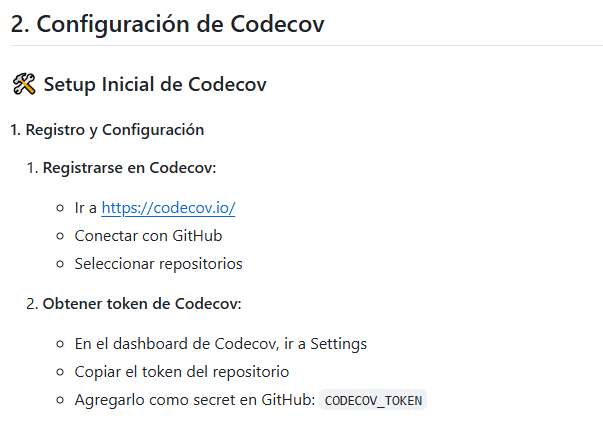 2. Configuración de Codecov
🛠 Setup Inicial de Codecov
1. Registro y Configuración
1. Registrarse en Codecov:
○ Ir a https://codecov.io/
○ Conectar con GitHub
○ Seleccionar repositorios
2. Obtener token de Codecov:
○ En el dashboard de Codecov, ir a Settings
○ Copiar el token del repositorio
○ Agregarlo como secret en GitHub: CODECOV_TOKEN